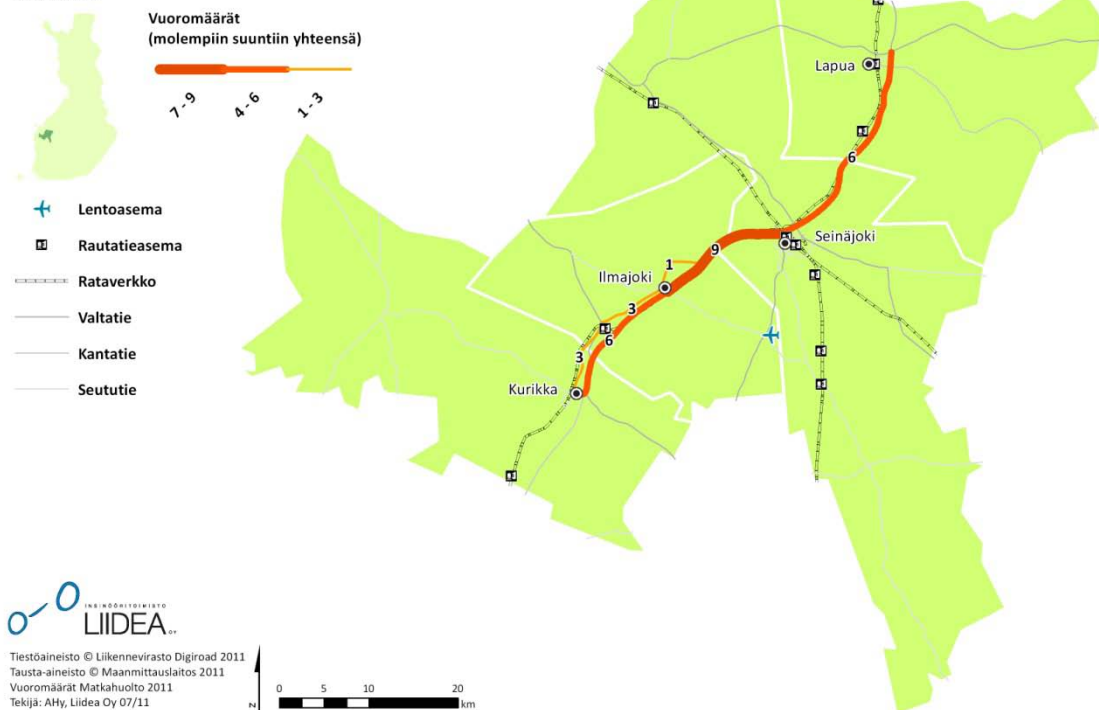 Vuoromäärät
(molempiin suuntiin yhteensä)
7 - 9
4 - 6
1 - 3
Lentoasema
Rautatieasema
Rataverkko
Valtatie
Kantatie
Seututie
Lapua
6
Seinäjoki
9
1
Ilmajoki
3
6
3
Kurikka
INSINÖÖRITOIMISTO
LIIDEA OY
Tiestöaineisto © Liikennevirasto Digiroad 2011
Tausta-aineisto © Maanmittauslaitos 2011
Vuoromäärät Matkahuolto 2011
Tekijä: AHy, Liidea Oy 07/11
N
0 5 10 20
km